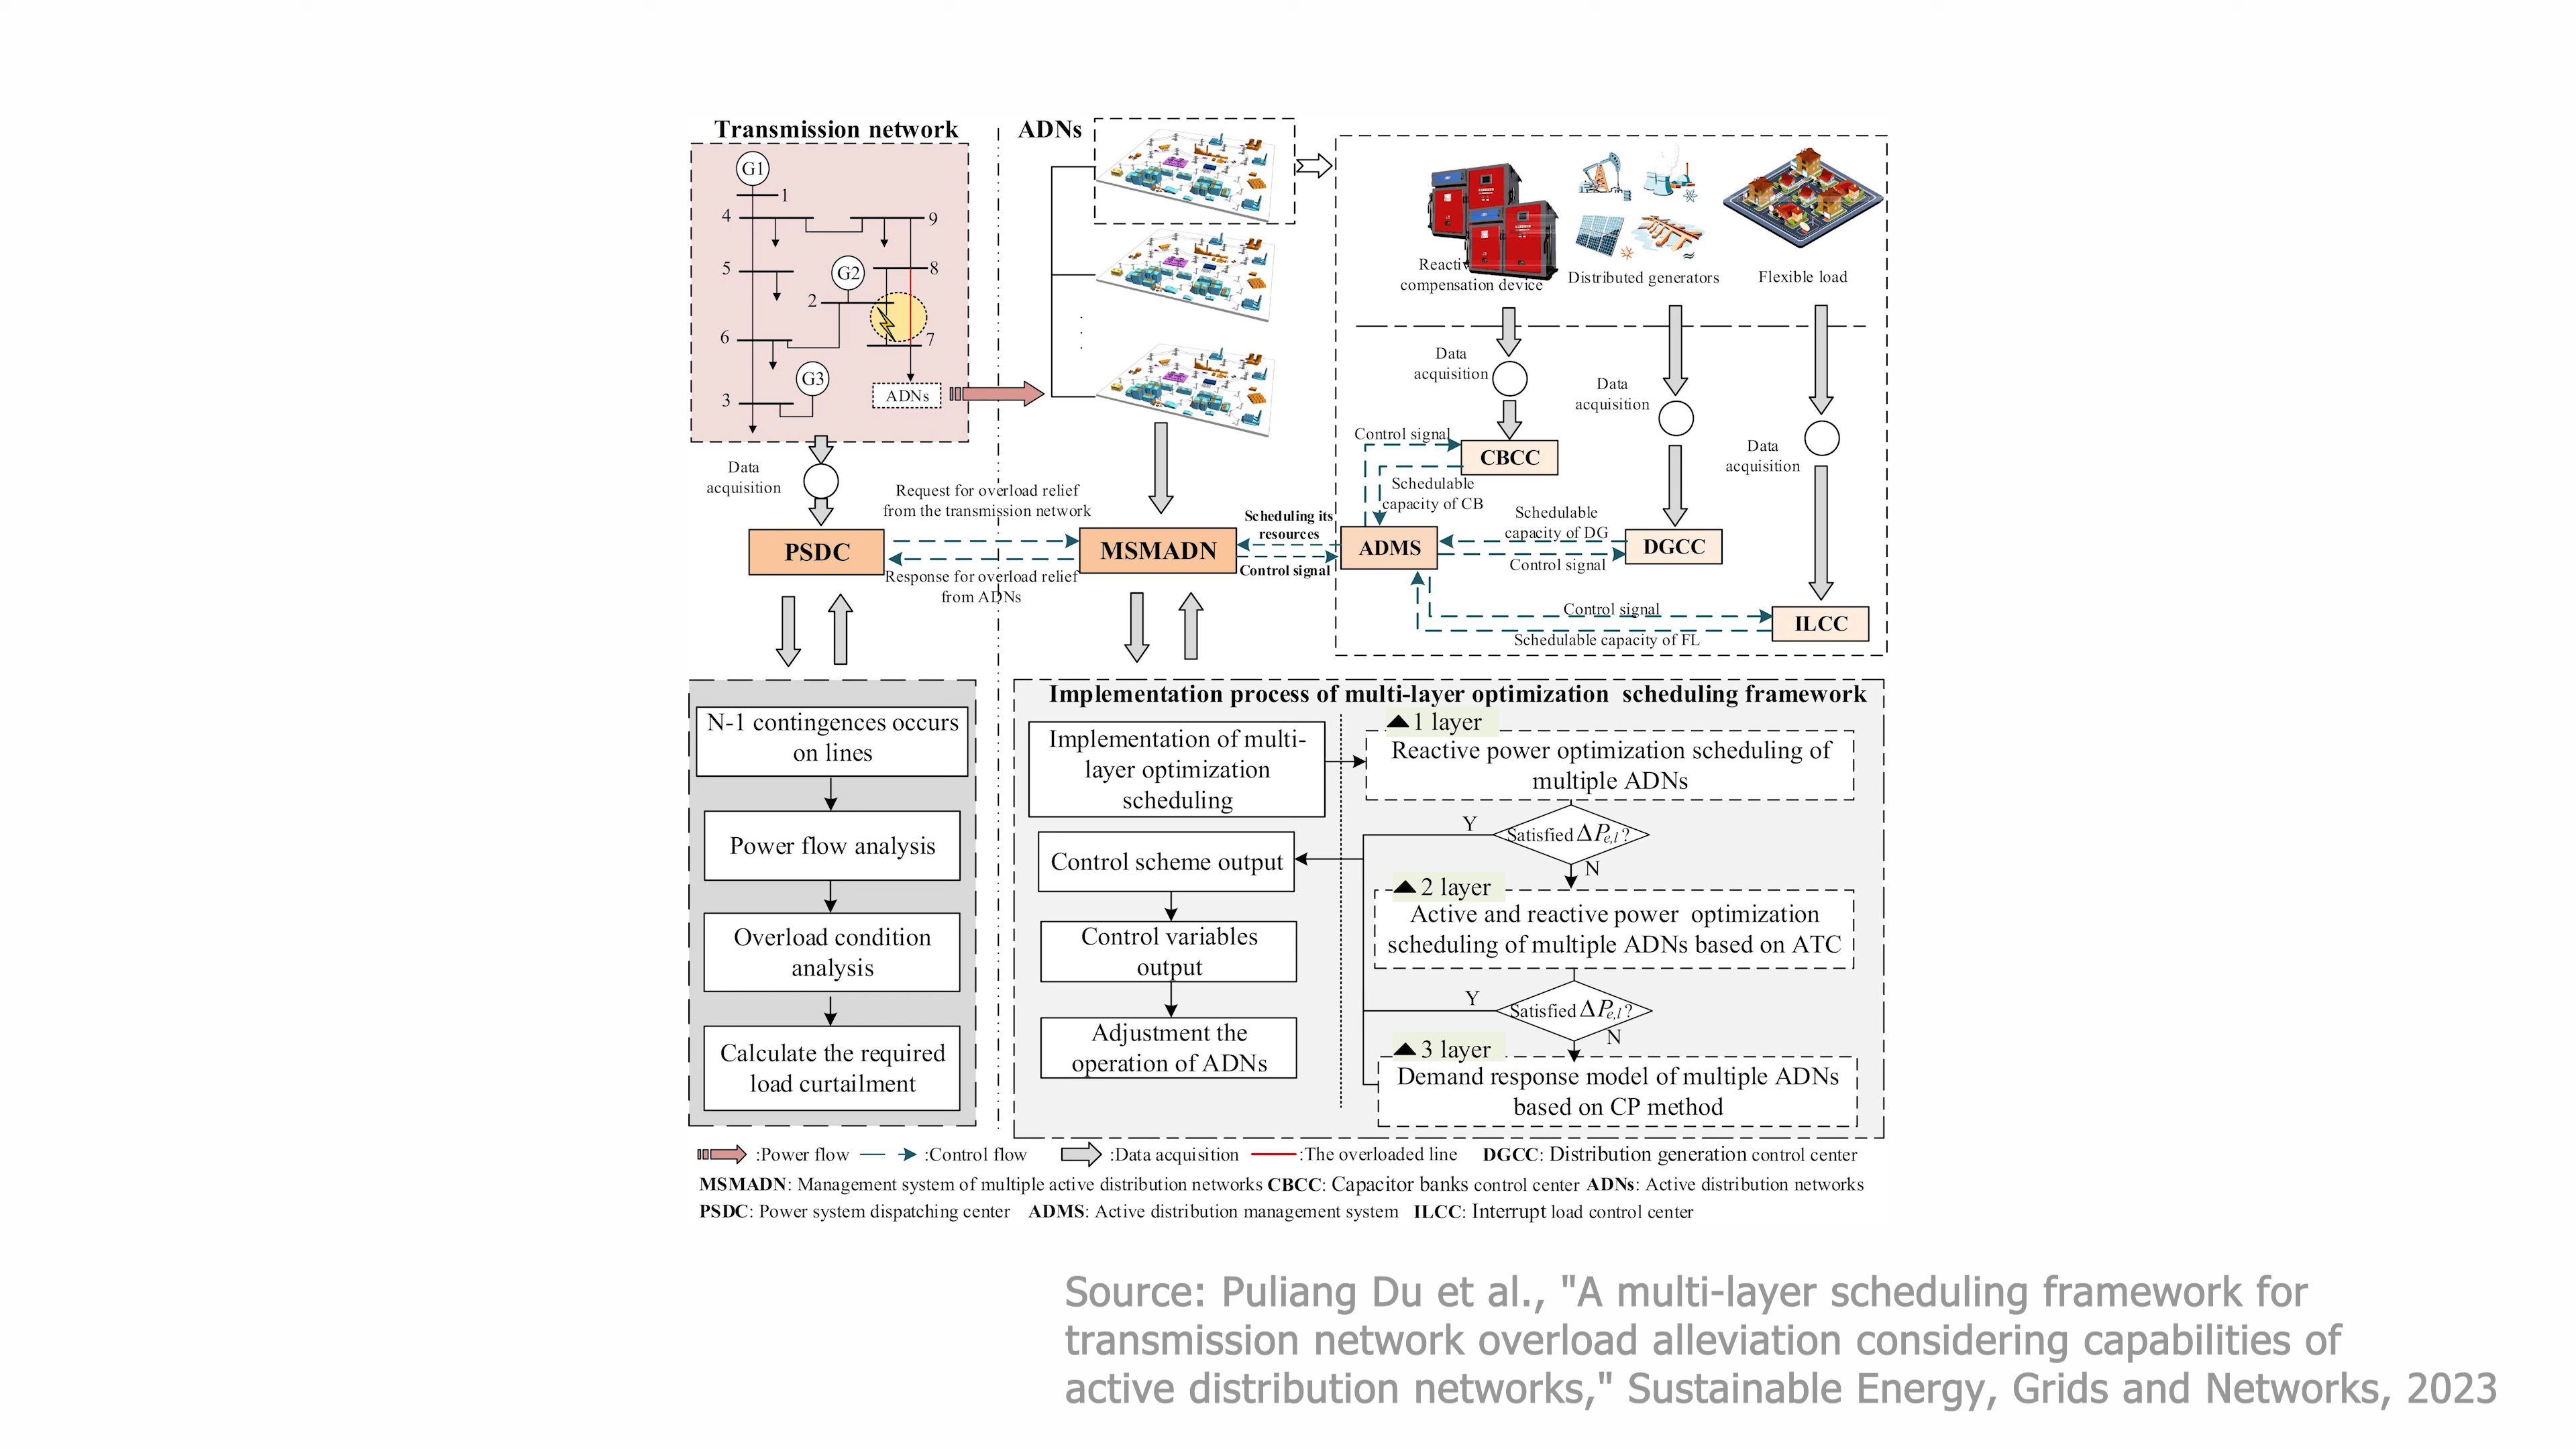 Transmission network
ADNs
G1
1
4
9
5
G2
8
2
6
7
G3
3
ADNs
Reacti
compensation device
Distributed generators
Flexible load
Data
acquisition
Data
acquisition
Data
acquisition
Data
acquisition
Control signal
CBCC
Schedulable
capacity of CB
Request for overload relief
from the transmission network
Scheduling its
resources
Schedulable
capacity of DG
PSDC
MSMADN
ADMS
DGCC
Control signal
Control signal
Response for overload relief
from ADNs
Control signal
ILCC
Schedulable capacity of FL
N-1 contingences occurs
on lines
Power flow analysis
Overload condition
analysis
Calculate the required
load curtailment
Implementation process of multi-layer optimization scheduling framework
Implementation of multi-
layer optimization
scheduling
1 layer
Reactive power optimization scheduling of
multiple ADNs
Y
Satisfied ΔPe,l?
N
Control scheme output
2 layer
Active and reactive power optimization
scheduling of multiple ADNs based on ATC
Control variables
output
Y
Satisfied ΔPe,l?
N
Adjustment the
operation of ADNs
3 layer
Demand response model of multiple ADNs
based on CP method
:Power flow :Control flow :Data acquisition :The overloaded line DGCC: Distribution generation control center
MSMADN: Management system of multiple active distribution networks CBCC: Capacitor banks control center ADNs: Active distribution networks
PSDC: Power system dispatching center ADMS: Active distribution management system ILCC: Interrupt load control center
Source: Puliang Du et al., "A multi-layer scheduling framework for
transmission network overload alleviation considering capabilities of
active distribution networks," Sustainable Energy, Grids and Networks, 2023